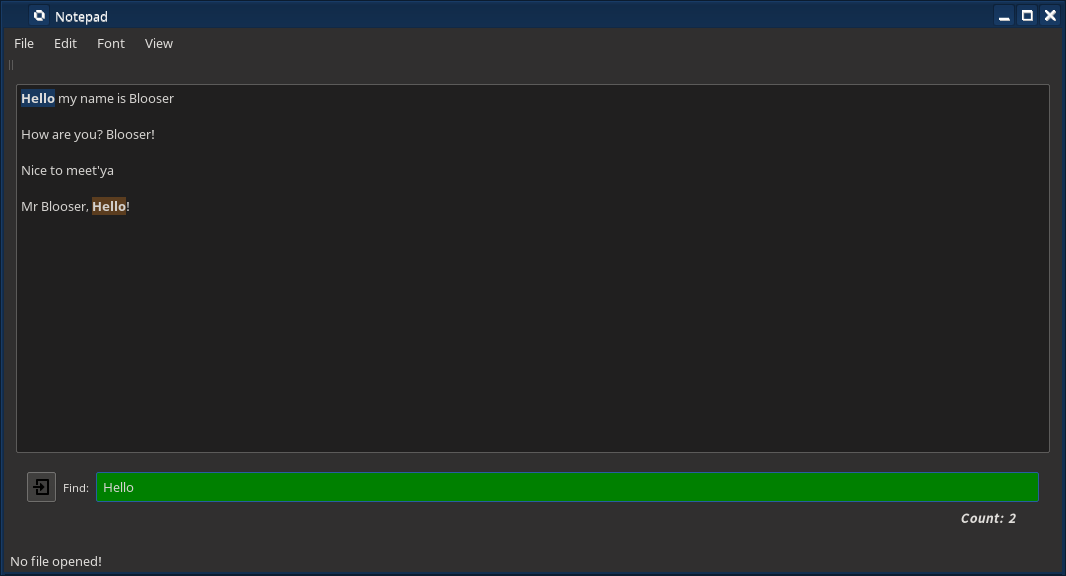 Notepad
File Edit Font View
Hello my name is Blooser
How are you? Blooser!
Nice to meet'ya
Mr Blooser, Hello!
Find: Hello
Count: 2
No file opened!